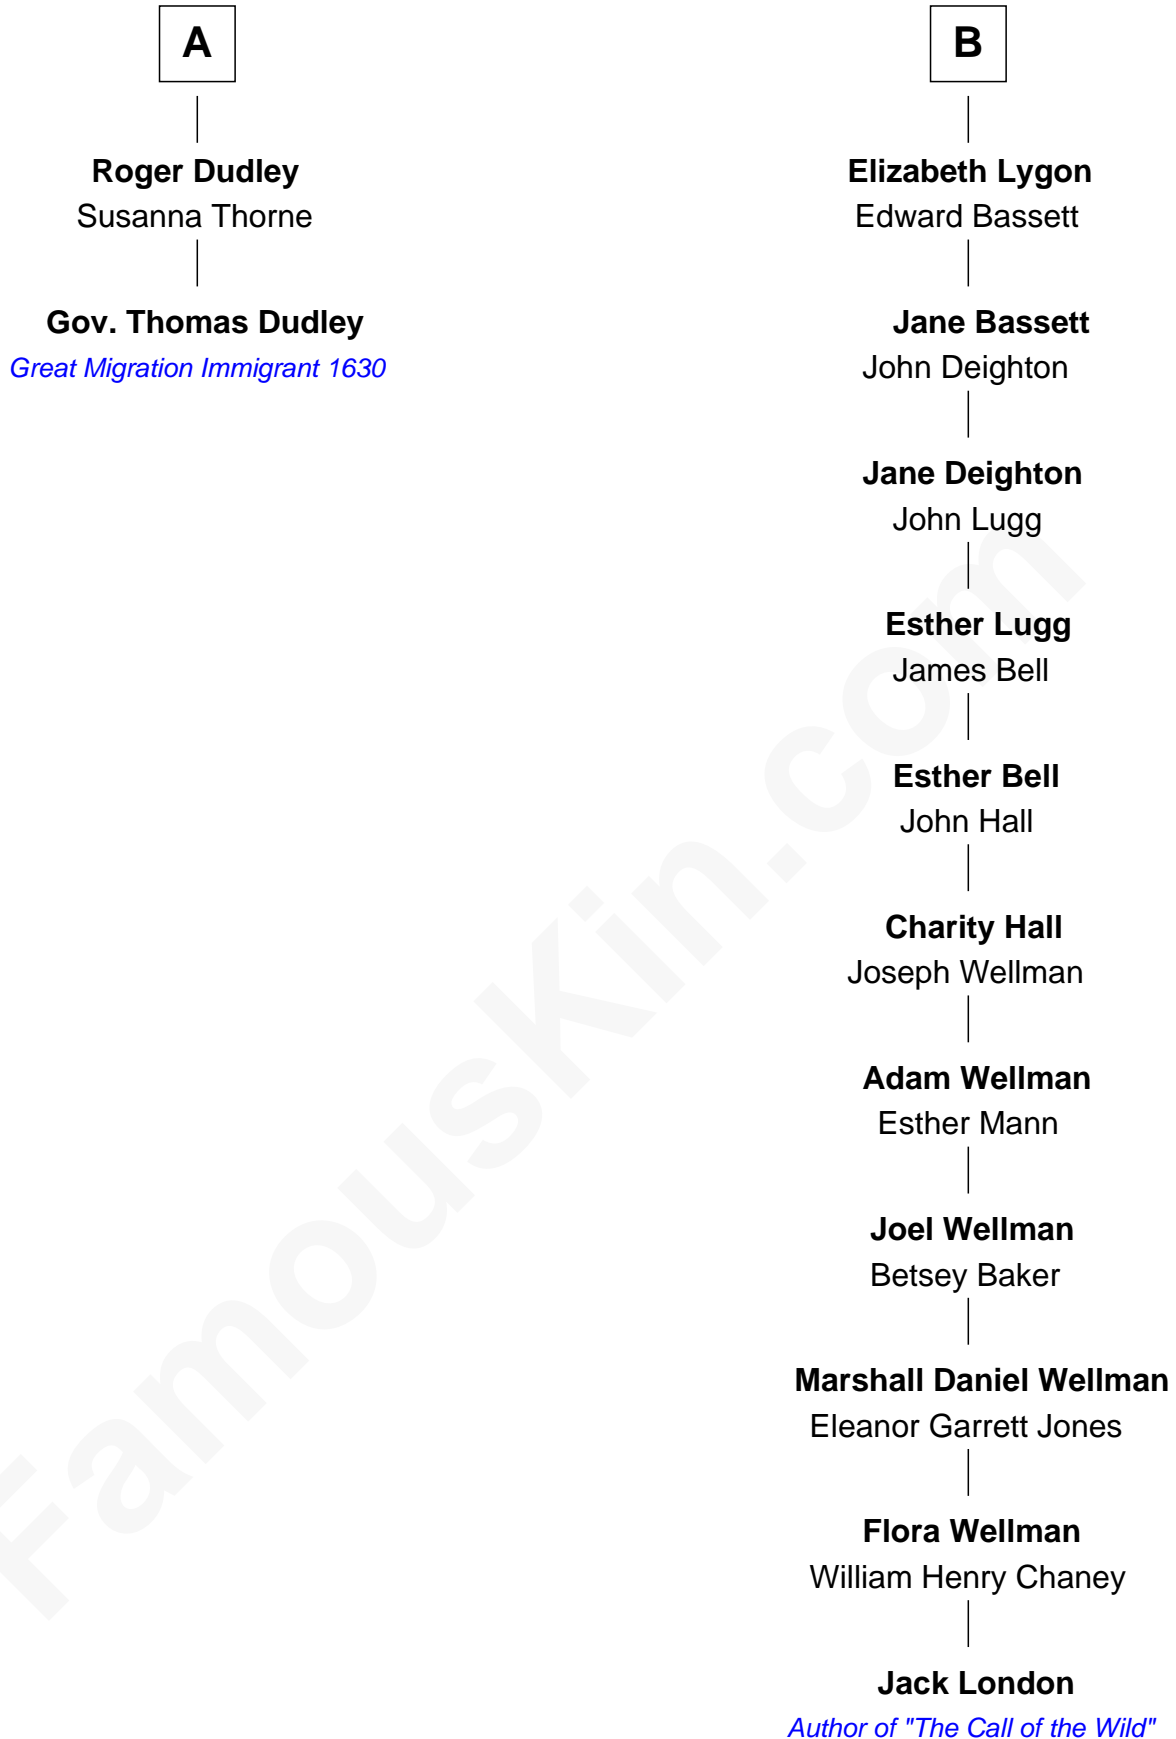 A
Roger Dudley
Susanna Thorne
Gov. Thomas Dudley
Great Migration Immigrant 1630
B
Elizabeth Lygon
Edward Bassett
Jane Bassett
John Deighton
Jane Deighton
John Lugg
Esther Lugg
James Bell
Esther Bell
John Hall
Charity Hall
Joseph Wellman
Adam Wellman
Esther Mann
Joel Wellman
Betsey Baker
Marshall Daniel Wellman
Eleanor Garrett Jones
Flora Wellman
William Henry Chaney
Jack London
Author of "The Call of the Wild"
FamousKin.com